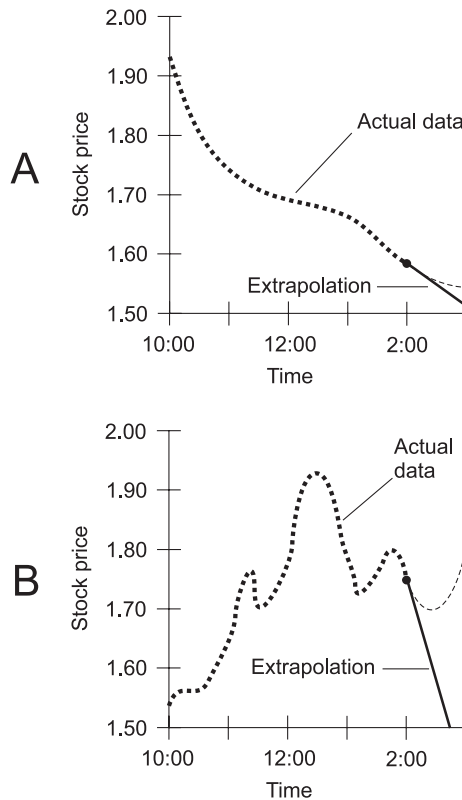 2.00
1.90
1.80
1.70
1.60
1.50
Stock price
A
Actual data
Extrapolation
10:00 12:00 2:00
Time
2.00
1.90
1.80
1.70
1.60
1.50
Stock price
B
Actual
data
Extrapolation
10:00 12:00 2:00
Time